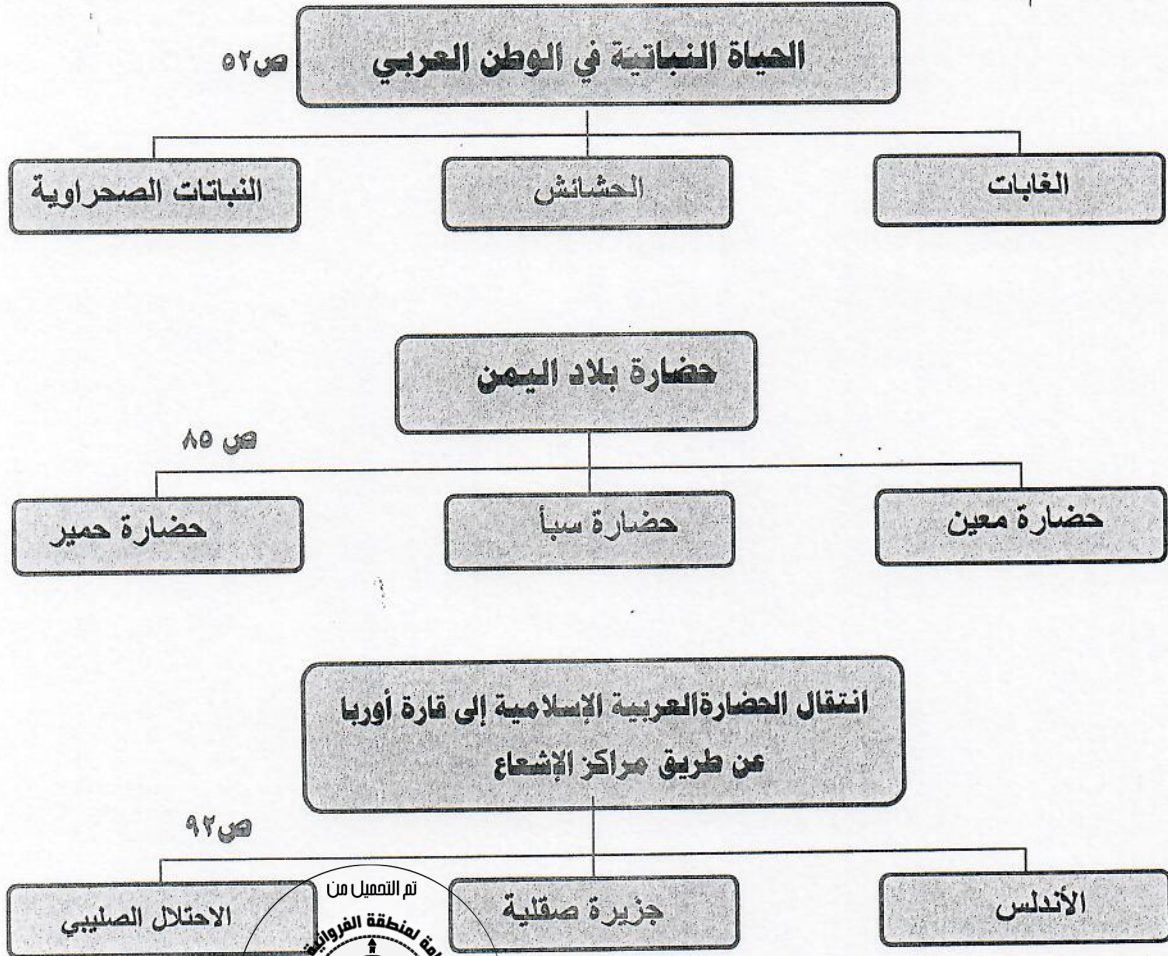 الحياة النباتية في الوطن العربي
ص٥٢
الغابات
الحشائش
النباتات الصحراوية
حضارة بلاد اليمن
ص ٨٥
حضارة معين
حضارة سبأ
حضارة حمير
انتقال الحضارة العربية الإسلامية إلى قارة أوربا
عن طريق مراكز الإشعاع
ص٩٢
الأندلس
جزيرة صقلية
الاحتلال الصليبي
تم التحميل من
لمنطقة الفروانية